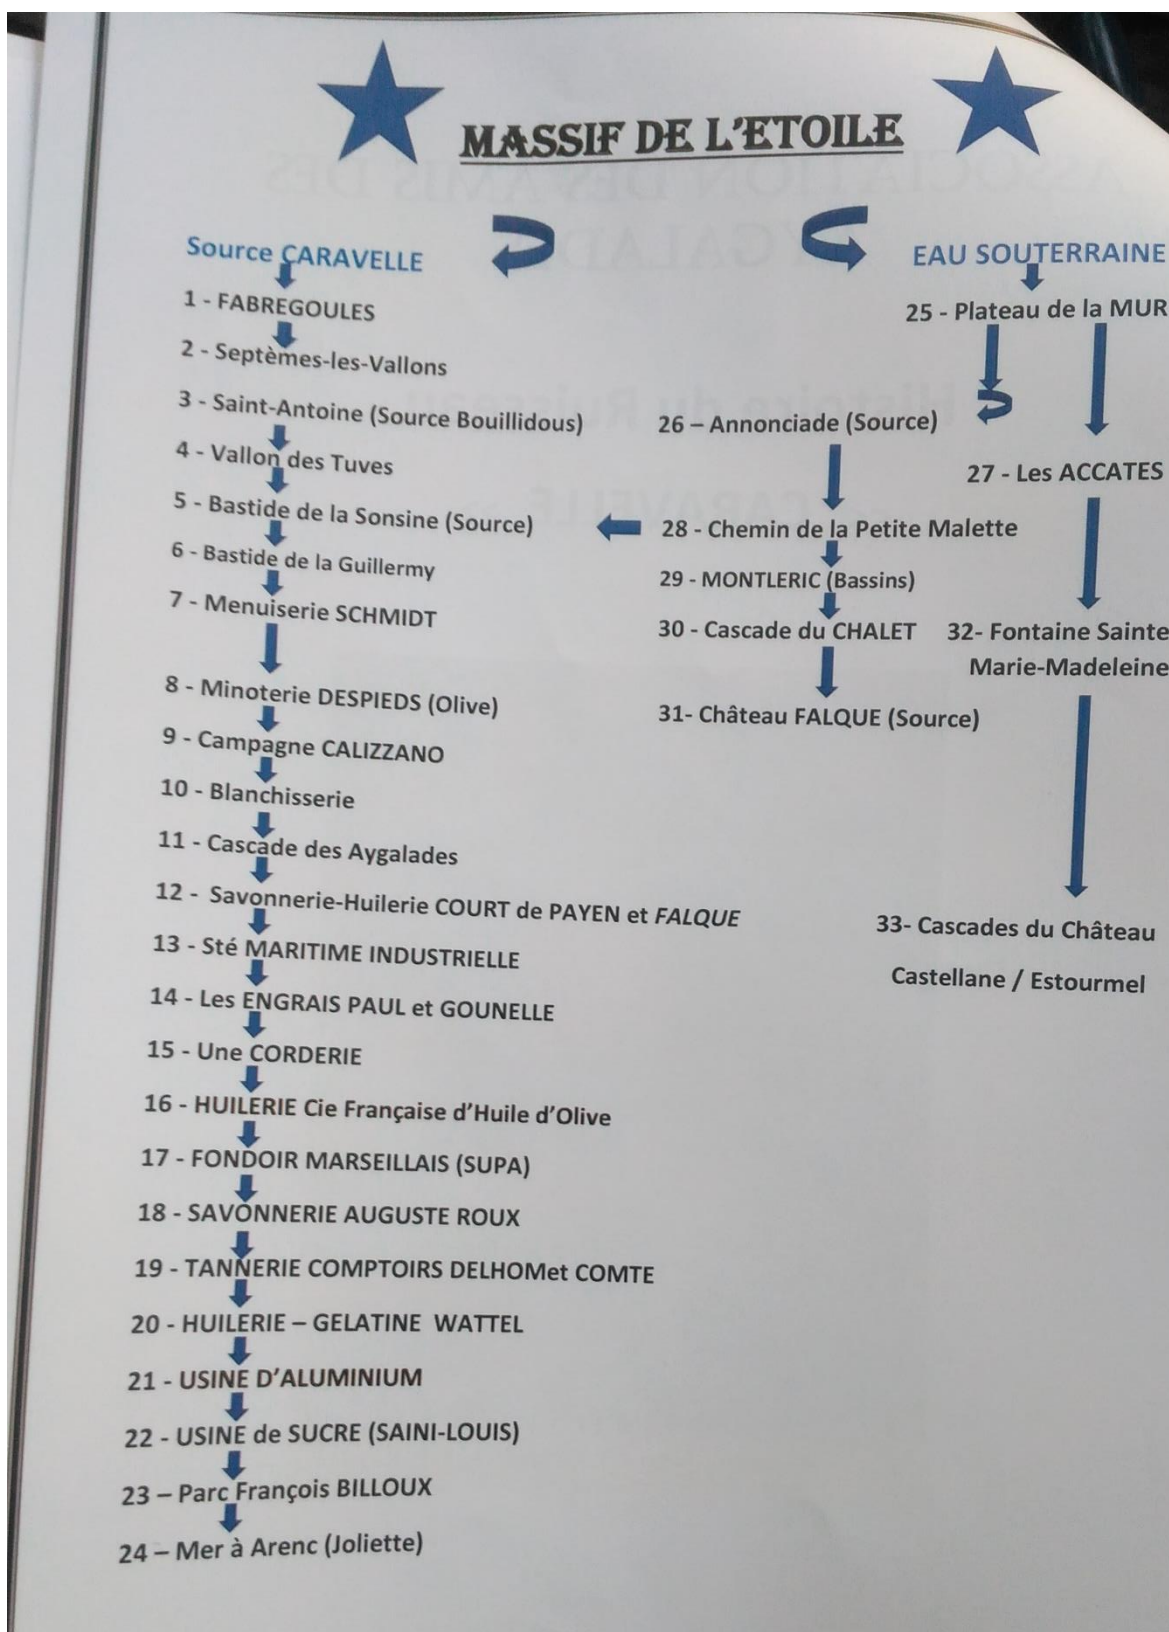 MASSIF DE L'ETOILE
Source CARAVELLE
1 - FABREGOULES
2 - Septèmes-les-Vallons
3 - Saint-Antoine (Source Bouillidous)
4 - Vallon des Tuves
5 - Bastide de la Sonsine (Source)
6 - Bastide de la Guillermy
7 - Menuiserie SCHMIDT
8 - Minoterie DESPIEDS (Olive)
9 - Campagne CALIZZANO
10 - Blanchisserie
11 - Cascade des Aygalades
12 - Savonnerie-Huilerie COURT de PAYEN et FALQUE
13 - Sté MARITIME INDUSTRIELLE
14 - Les ENGRAIS PAUL et GOUNELLE
15 - Une CORDERIE
16 - HUILERIE Cie Française d'Huile d'Olive
17 - FONDOIR MARSEILLAIS (SUPA)
18 - SAVONNERIE AUGUSTE ROUX
19 - TANNERIE COMPTOIRS DELHOMet COMTE
20 - HUILERIE – GELATINE WATTEL
21 - USINE D'ALUMINIUM
22 - USINE de SUCRE (SAINI-LOUIS)
23 – Parc François BILLOUX
24 – Mer à Arenc (Joliette)
EAU SOUTERRAINE
25 - Plateau de la MUR
26 – Annonciade (Source)
27 - Les ACCATES
28 - Chemin de la Petite Malette
29 - MONTLERIC (Bassins)
30 - Cascade du CHALET
31- Château FALQUE (Source)
32- Fontaine Sainte
Marie-Madeleine
33- Cascades du Château
Castellane / Estourmel